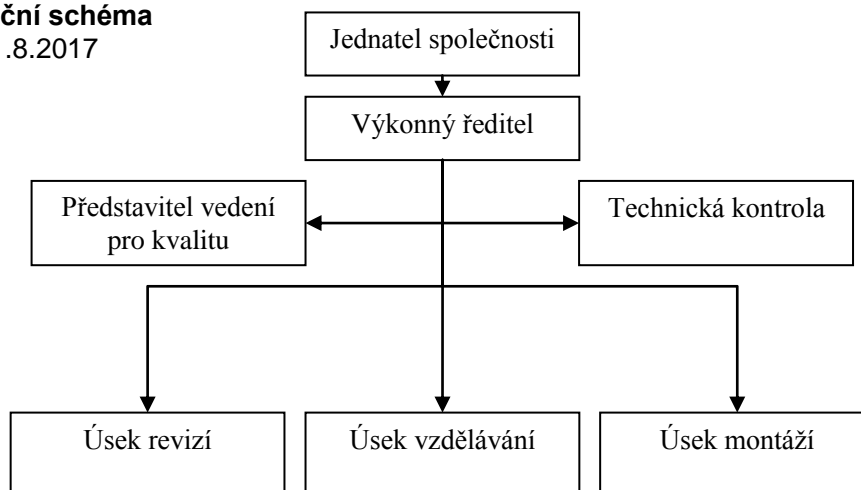 ční schéma
.8.2017
Jednatel společnosti
Výkonný ředitel
Představitel vedení
pro kvalitu
Technická kontrola
Úsek revizí
Úsek vzdělávání
Úsek montáží